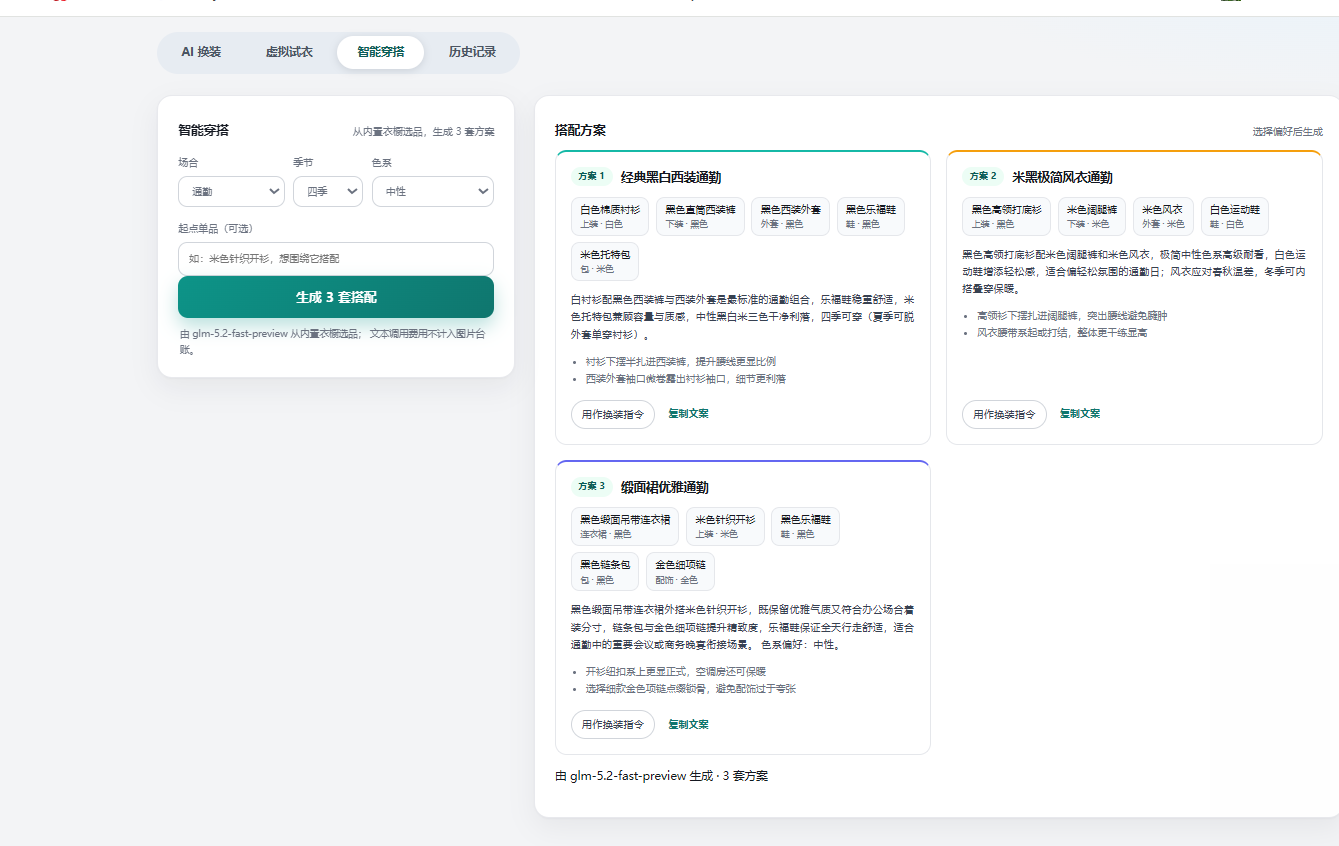 AI 换装
虚拟试衣
智能穿搭
历史记录
智能穿搭
从内置衣橱选品，生成 3 套方案
场合
季节
色系
通勤
四季
中性
起点单品（可选）
如：米色针织开衫，想围绕它搭配
生成 3 套搭配
由 glm-5.2-fast-preview 从内置衣橱选品； 文本调用费用不计入图片台
账。
搭配方案
选择偏好后生成
方案 1
经典黑白西装通勤
白色棉质衬衫
上装 · 白色
黑色直筒西装裤
下装 · 黑色
黑色西装外套
外套 · 黑色
黑色乐福鞋
鞋 · 黑色
米色托特包
包 · 米色
白衬衫配黑色西装裤与西装外套是最标准的通勤组合，乐福鞋稳重舒适，米
色托特包兼顾容量与质感，中性黑白米三色干净利落，四季可穿（夏季可脱
外套单穿衬衫）。
• 衬衫下摆半扎进西装裤，提升腰线更显比例
• 西装外套袖口微卷露出衬衫袖口，细节更利落
用作换装指令
复制文案
方案 2
米黑极简风衣通勤
黑色高领打底衫
上装 · 黑色
米色阔腿裤
下装 · 米色
米色风衣
外套 · 米色
白色运动鞋
鞋 · 白色
黑色高领打底衫配米色阔腿裤和米色风衣，极简中性色系高级耐看，白色运
动鞋增添轻松感，适合偏轻松氛围的通勤日；风衣应对春秋温差，冬季可内
搭叠穿保暖。
• 高领衫下摆扎进阔腿裤，突出腰线避免臃肿
• 风衣腰带系起或打结，整体更干练显高
用作换装指令
复制文案
方案 3
缎面裙优雅通勤
黑色缎面吊带连衣裙
连衣裙 · 黑色
米色针织开衫
上装 · 米色
黑色乐福鞋
鞋 · 黑色
黑色链条包
包 · 黑色
金色细项链
配饰 · 金色
黑色缎面吊带连衣裙外搭米色针织开衫，既保留优雅气质又符合办公场合着
装分寸，链条包与金色细项链提升精致度，乐福鞋保证全天行走舒适，适合
通勤中的重要会议或商务晚宴衔接场景。 色系偏好：中性。
• 开衫纽扣系上更显正式，空调房还可保暖
• 选择细款金色项链点缀锁骨，避免配饰过于夸张
用作换装指令
复制文案
由 glm-5.2-fast-preview 生成 · 3 套方案